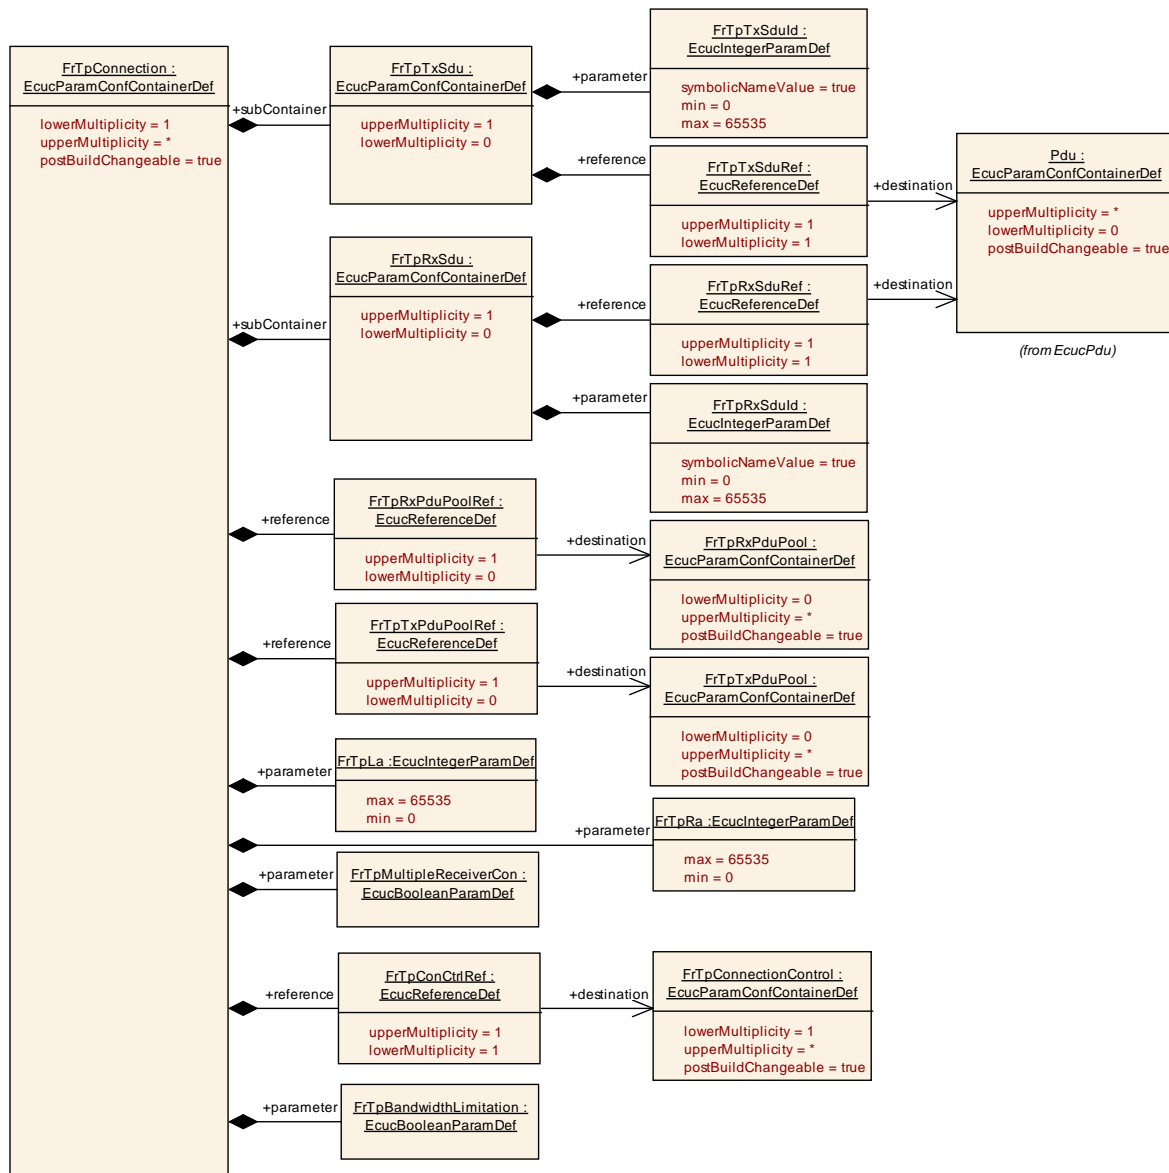 FrTpConnection :
EcucParamConfContainerDef
lowerMultiplicity = 1
upperMultiplicity = *
postBuildChangeable = true
+subContainer
FrTpTxSdu :
EcucParamConfContainerDef
upperMultiplicity = 1
lowerMultiplicity = 0
+parameter
FrTpTxSduId :
EcucIntegerParamDef
symbolicNameValue = true
min = 0
max = 65535
+reference
FrTpTxSduRef :
EcucReferenceDef
upperMultiplicity = 1
lowerMultiplicity = 1
+destination
Pdu :
EcucParamConfContainerDef
upperMultiplicity = *
lowerMultiplicity = 0
postBuildChangeable = true
(from EcucPdu)
+subContainer
FrTpRxSdu :
EcucParamConfContainerDef
upperMultiplicity = 1
lowerMultiplicity = 0
+reference
FrTpRxSduRef :
EcucReferenceDef
upperMultiplicity = 1
lowerMultiplicity = 1
+destination
+parameter
FrTpRxSduId :
EcucIntegerParamDef
symbolicNameValue = true
min = 0
max = 65535
+reference
FrTpRxPduPoolRef :
EcucReferenceDef
upperMultiplicity = 1
lowerMultiplicity = 0
+destination
FrTpRxPduPool :
EcucParamConfContainerDef
lowerMultiplicity = 0
upperMultiplicity = *
postBuildChangeable = true
+reference
FrTpTxPduPoolRef :
EcucReferenceDef
upperMultiplicity = 1
lowerMultiplicity = 0
+destination
FrTpTxPduPool :
EcucParamConfContainerDef
lowerMultiplicity = 0
upperMultiplicity = *
postBuildChangeable = true
+parameter
FrTpLa :EcucIntegerParamDef
max = 65535
min = 0
+parameter
FrTpRa :EcucIntegerParamDef
max = 65535
min = 0
+parameter
FrTpMultipleReceiverCon :
EcucBooleanParamDef
+reference
FrTpConCtrlRef :
EcucReferenceDef
upperMultiplicity = 1
lowerMultiplicity = 1
+destination
FrTpConnectionControl :
EcucParamConfContainerDef
lowerMultiplicity = 1
upperMultiplicity = *
postBuildChangeable = true
+parameter
FrTpBandwidthLimitation :
EcucBooleanParamDef